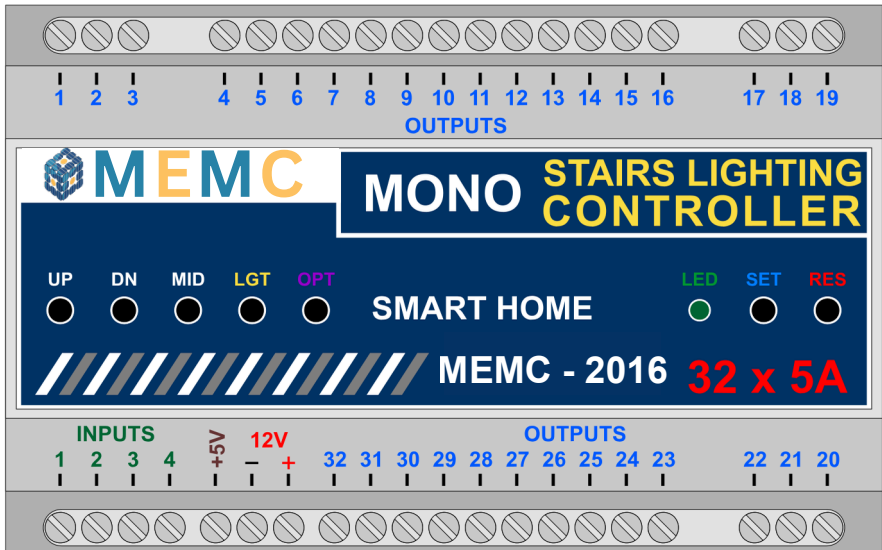 1 2 3 4 5 6 7 8 9 10 11 12 13 14 15 16 17 18 19
OUTPUTS
MEMC
MONO
STAIRS LIGHTING
CONTROLLER
UP DN MID LGT OPT
SMART HOME
LED SET RES
MEMC - 2016
32 x 5A
INPUTS
+5V
12V
OUTPUTS
1 2 3 4 – + 32 31 30 29 28 27 26 25 24 23 22 21 20